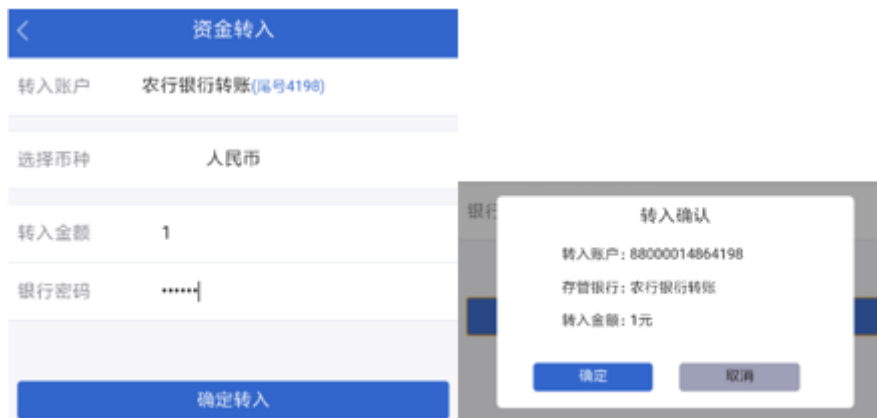 资金转入
转入账户 农行银衍转账(尾号4198)
选择币种 人民币
转入金额 1
银行密码 ••••••
确定转入
银行
转入确认
转入账户：88000014864198
存管银行：农行银衍转账
转入金额：1元
确定 取消